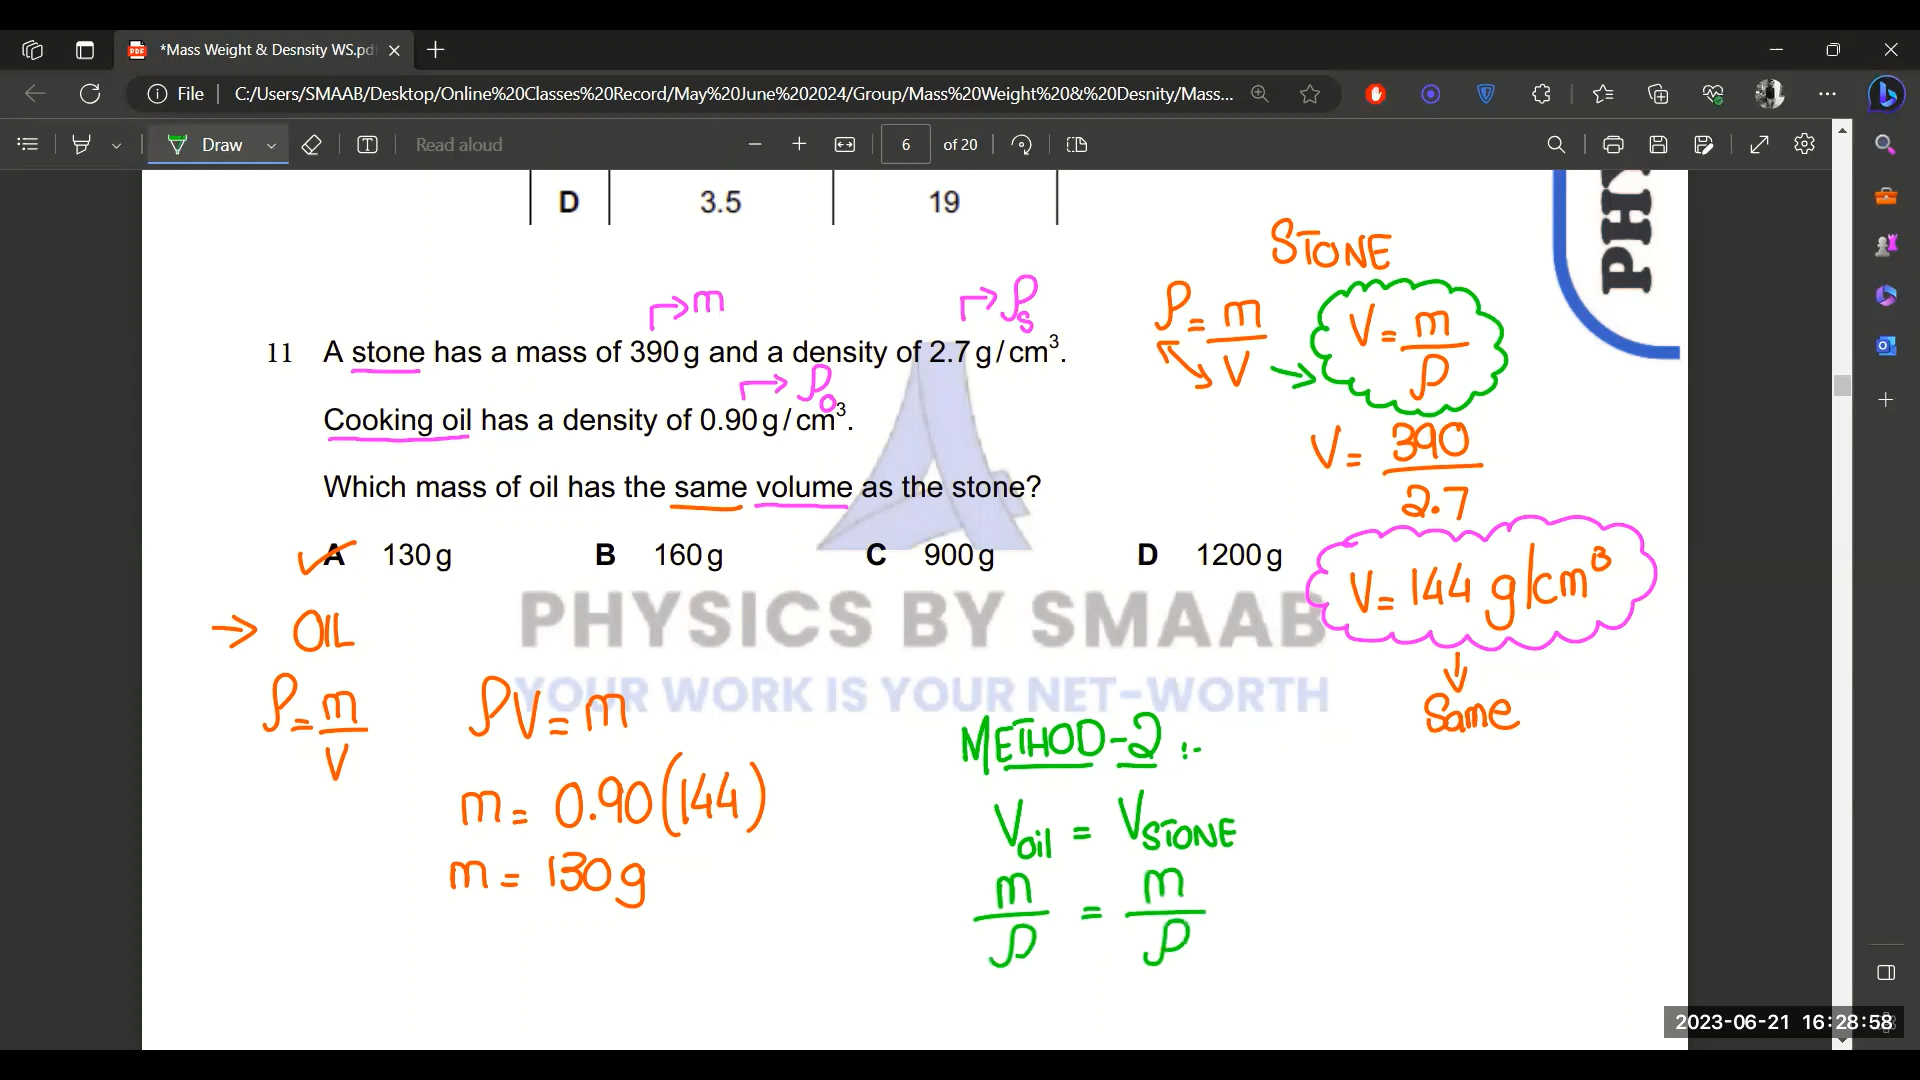 *Mass Weight & Desnsity WS.pdf
File C:/Users/SMAAB/Desktop/Online%20Classes%20Record/May%20June%202024/Group/Mass%20Weight%20&%20Desnity/Mass...
Draw Read aloud 6 of 20
D 3.5 19
PHY
STONE
m ρs
ρ = m/V V = m/ρ
11 A stone has a mass of 390 g and a density of 2.7 g/cm³.
ρo
Cooking oil has a density of 0.90 g/cm³.
V = 390/2.7
Which mass of oil has the same volume as the stone?
A 130 g B 160 g C 900 g D 1200 g
V = 144 g/cm³
Same
PHYSICS BY SMAAB
YOUR WORK IS YOUR NET-WORTH
→ OIL
ρ = m/V ρV = m
m = 0.90(144)
m = 130g
METHOD-2 :-
Voil = VSTONE
m/ρ = m/ρ
2023-06-21 16:28:58